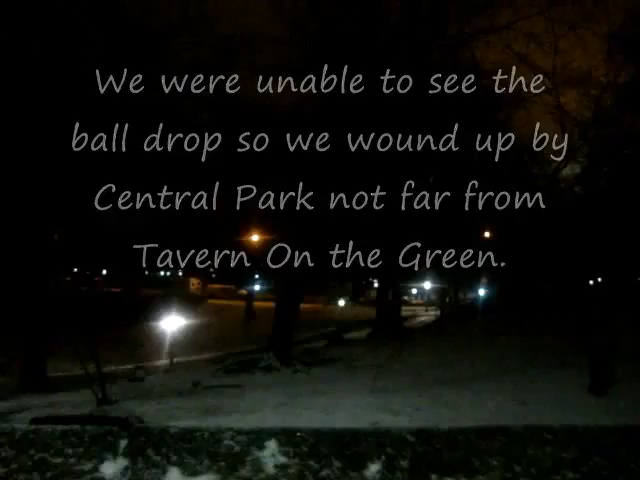 We were unable to see the
ball drop so we wound up by
Central Park not far from
Tavern On the Green.